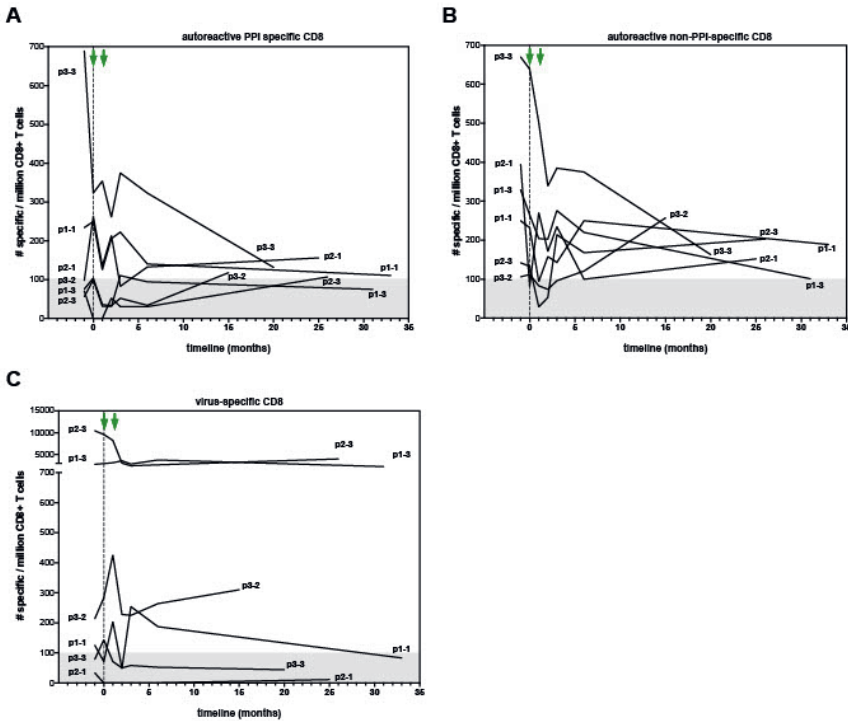 A
autoreactive PPI specific CD8
# specific / million CD8+ T cells
700
600
500
400
300
200
100
0
p3-3
p1-1
p2-1
p3-2
p1-3
p2-3
p3-3
p2-1
p3-2
p1-1
p2-3
p1-3
0 5 10 15 20 25 30 35
timeline (months)
B
autoreactive non-PPI-specific CD8
# specific / million CD8+ T cells
700
600
500
400
300
200
100
0
p3-3
p2-1
p1-3
p1-1
p2-3
p3-2
p3-2
p2-3
p1-1
p3-3
p2-1
p1-3
0 5 10 15 20 25 30 35
timeline (months)
C
virus-specific CD8
# specific / million CD8+ T cells
15000
10000
5000
700
600
500
400
300
200
100
0
p2-3
p1-3
p3-2
p1-1
p3-3
p2-1
p2-3
p1-3
p3-2
p1-1
p3-3
p2-1
0 5 10 15 20 25 30 35
timeline (months)